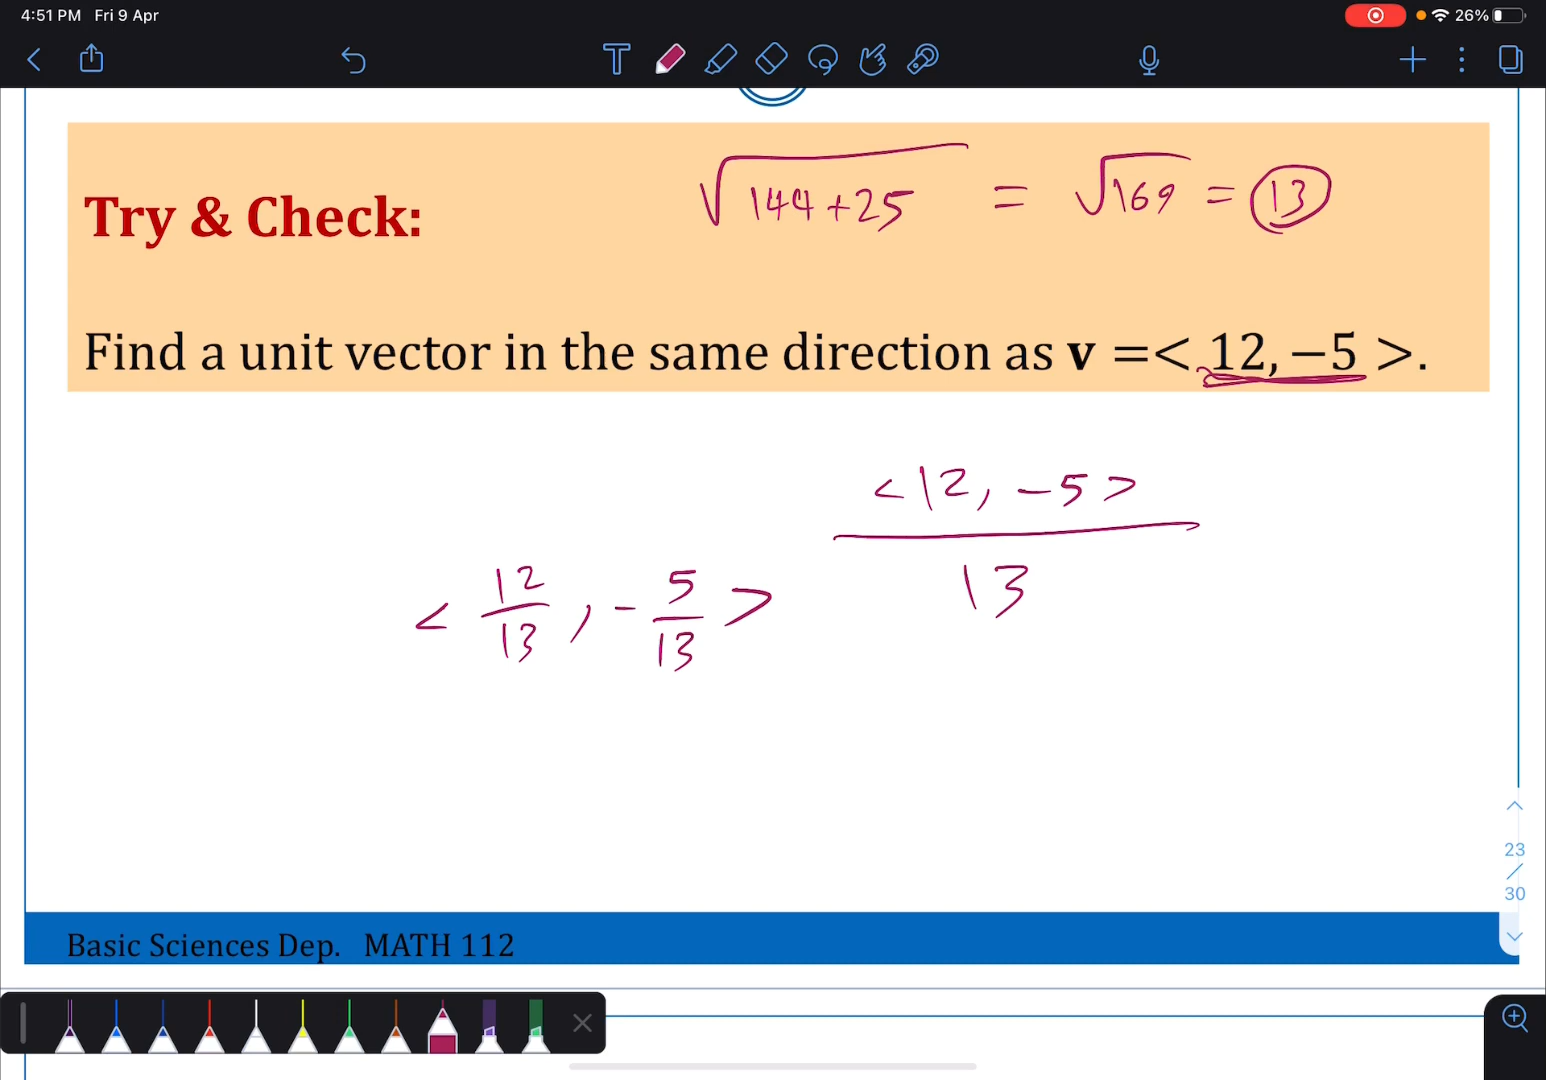 4:51 PM Fri 9 Apr
26%
Try & Check:
√144+25 = √169 = 13
Find a unit vector in the same direction as v =< 12, −5 >.
<12, -5>
13
< 12/13 , - 5/13 >
23
/
30
Basic Sciences Dep. MATH 112